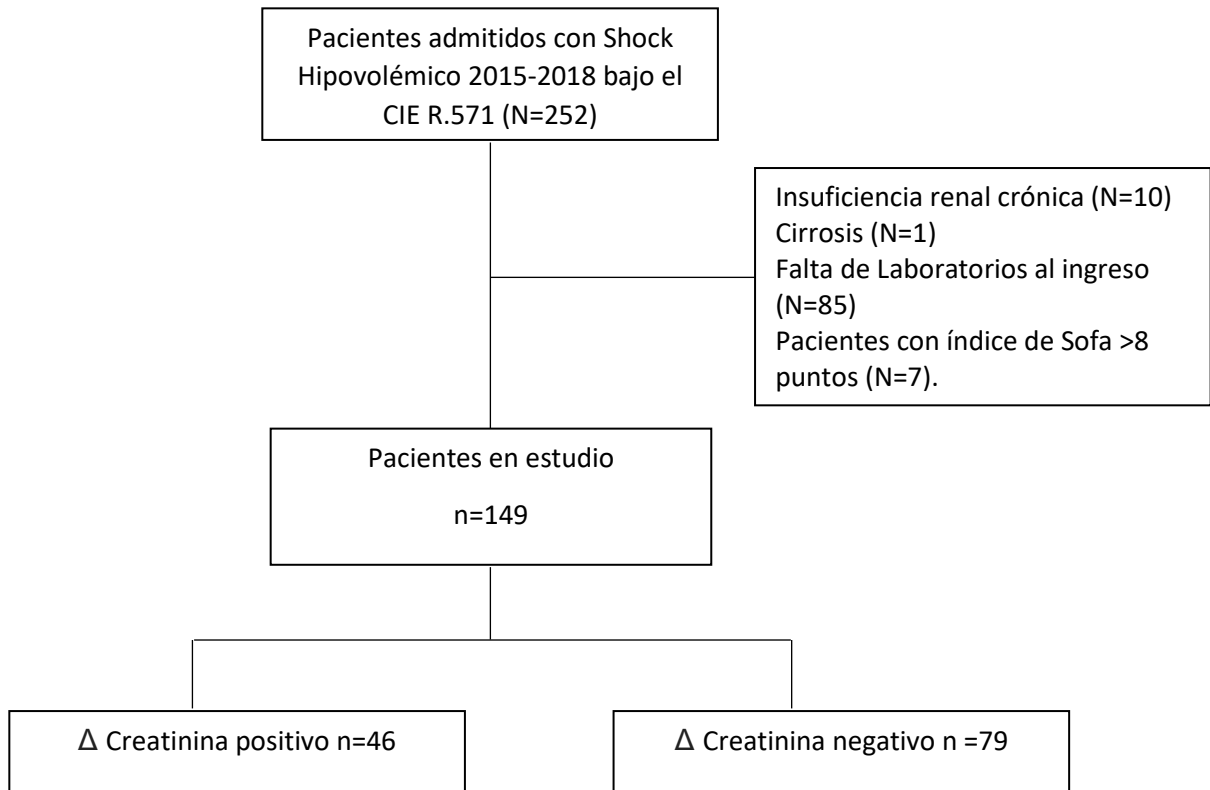 Pacientes admitidos con Shock
Hipovolémico 2015-2018 bajo el
CIE R.571 (N=252)
Insuficiencia renal crónica (N=10)
Cirrosis (N=1)
Falta de Laboratorios al ingreso
(N=85)
Pacientes con índice de Sofa >8
puntos (N=7).
Pacientes en estudio
n=149
Δ Creatinina positivo n=46
Δ Creatinina negativo n =79